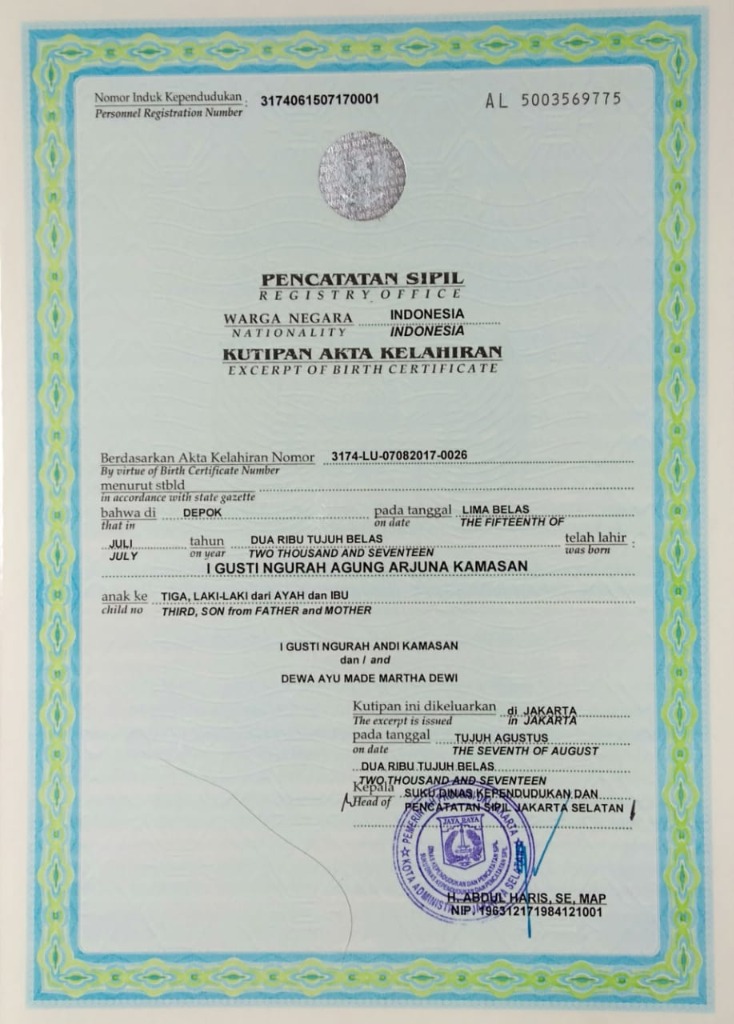 Nomor Induk Kependudukan : 3174061507170001
Personnel Registration Number
AL 5003569775
PENCATATAN SIPIL
REGISTRY OFFICE
WARGA NEGARA INDONESIA
NATIONALITY INDONESIA
KUTIPAN AKTA KELAHIRAN
EXCERPT OF BIRTH CERTIFICATE
Berdasarkan Akta Kelahiran Nomor 3174-LU-07082017-0026
By virtue of Birth Certificate Number
menurut stbld
in accordance with state gazette
bahwa di DEPOK pada tanggal LIMA BELAS
that in on date THE FIFTEENTH OF
JULI tahun DUA RIBU TUJUH BELAS telah lahir :
JULY on year TWO THOUSAND AND SEVENTEEN was born
I GUSTI NGURAH AGUNG ARJUNA KAMASAN
anak ke TIGA, LAKI-LAKI dari AYAH dan IBU
child no THIRD, SON from FATHER and MOTHER
I GUSTI NGURAH ANDI KAMASAN
dan / and
DEWA AYU MADE MARTHA DEWI
Kutipan ini dikeluarkan di JAKARTA
The excerpt is issued in JAKARTA
pada tanggal TUJUH AGUSTUS
on date THE SEVENTH OF AUGUST
DUA RIBU TUJUH BELAS
TWO THOUSAND AND SEVENTEEN
Kepala SUKU DINAS KEPENDUDUKAN DAN
Head of PENCATATAN SIPIL JAKARTA SELATAN
JAYA RAYA
H. ABDUL HARIS, SE, MAP
NIP. 196312171984121001